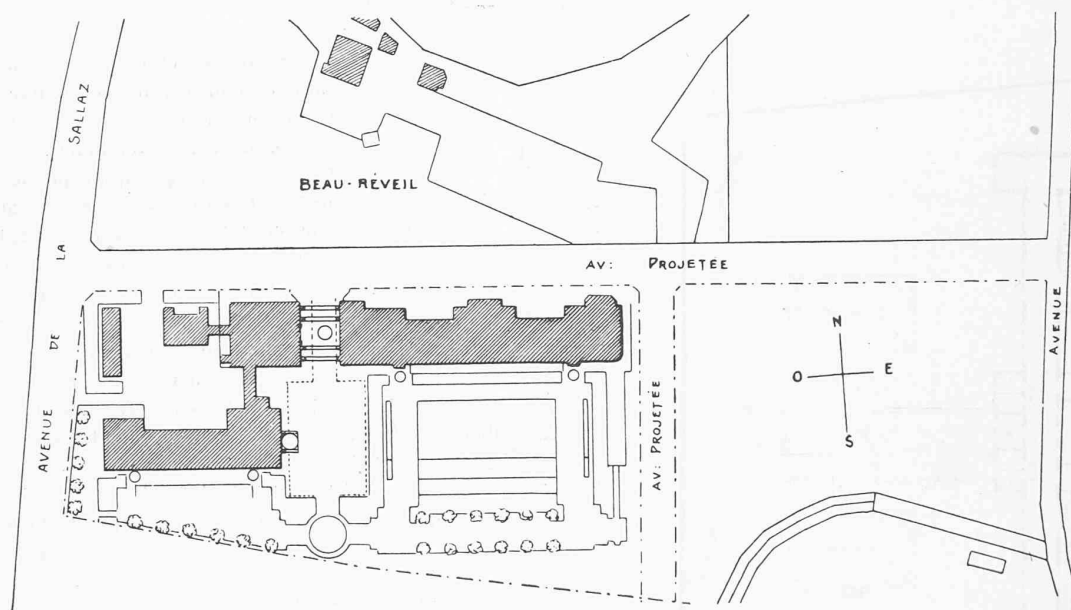 AVENUE DE LA SALLAZ
BEAU-RÉVEIL
AV: PROJETÉE
AV: PROJETÉE
AVENUE
N
O E
S